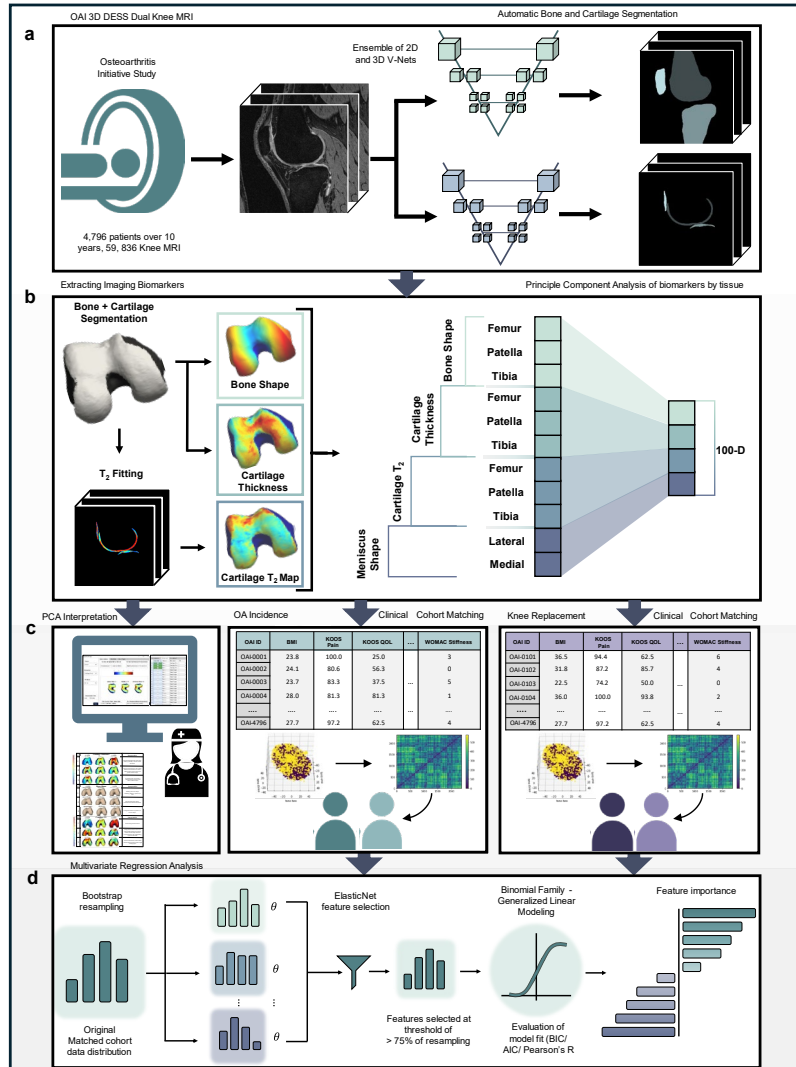 OAI 3D DESS Dual Knee MRI
Automatic Bone and Cartilage Segmentation
a
Osteoarthritis
Initiative Study
Ensemble of 2D
and 3D V-Nets
4,796 patients over 10
years, 59, 836 Knee MRI
Extracting Imaging Biomarkers
Principle Component Analysis of biomarkers by tissue
b
Bone + Cartilage
Segmentation
Bone Shape
Cartilage
Thickness
T2 Fitting
Cartilage T2 Map
Bone Shape
Cartilage
Thickness
Cartilage T2
Meniscus
Shape
Femur
Patella
Tibia
Femur
Patella
Tibia
Femur
Patella
Tibia
Lateral
Medial
100-D
PCA Interpretation
OA Incidence
Clinical
Cohort Matching
Knee Replacement
Clinical
Cohort Matching
c
OAI ID BMI KOOS Pain KOOS QOL ... WOMAC Stiffness
OAI-0001 23.8 100.0 25.0 3
OAI-0002 24.1 80.6 56.3 0
OAI-0003 23.7 83.3 37.5 ... 5
OAI-0004 28.0 81.3 81.3 1
.... .... .... .... ....
OAI-4796 27.7 97.2 62.5 4
OAI ID BMI KOOS Pain KOOS QOL ... WOMAC Stiffness
OAI-0101 36.5 94.4 62.5 6
OAI-0102 31.8 87.2 85.7 4
OAI-0103 22.5 74.2 50.0 ... 0
OAI-0104 36.0 100.0 93.8 2
.... .... .... .... ....
OAI-4796 27.7 97.2 62.5 4
Multivariate Regression Analysis
d
Bootstrap
resampling
Original
Matched cohort
data distribution
θ
θ
... ...
θ
ElasticNet
feature selection
Features selected at
threshold of
> 75% of resampling
Binomial Family -
Generalized Linear
Modeling
Evaluation of
model fit (BIC/
AIC/ Pearson's R
Feature importance